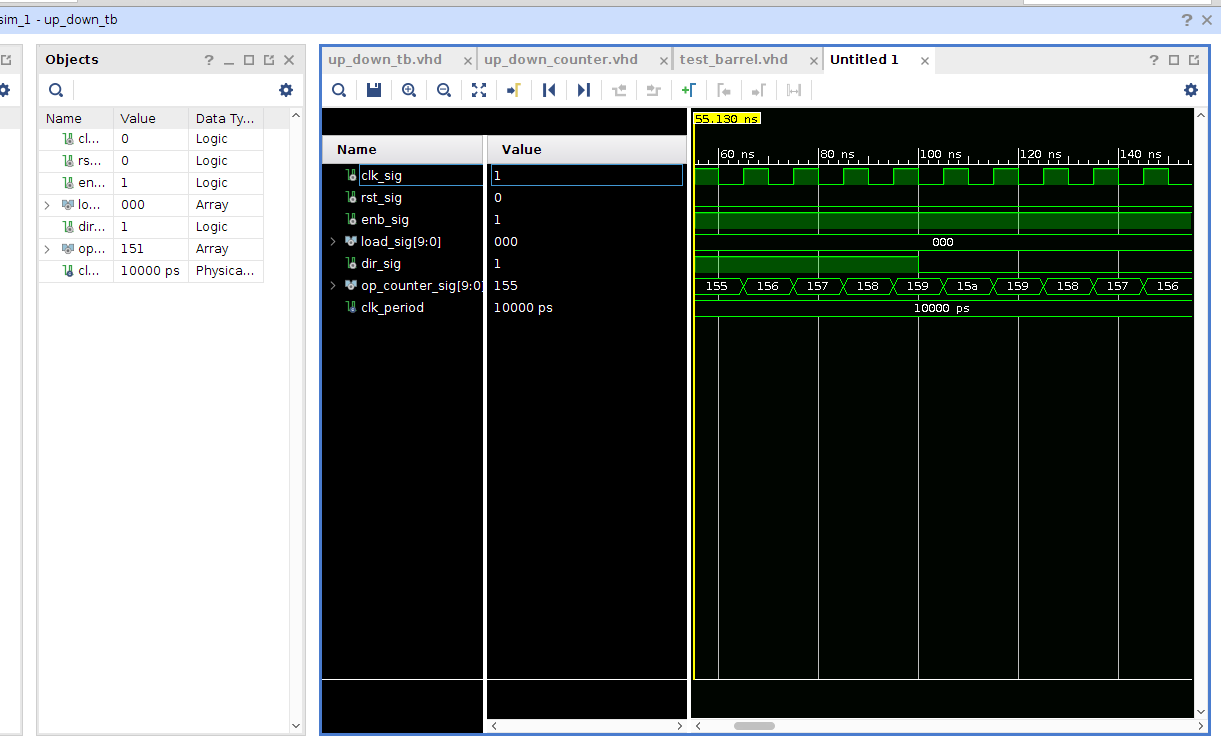 sim_1 - up_down_tb
Objects
Name Value Data Ty...
cl... 0 Logic
rs... 0 Logic
en... 1 Logic
lo... 000 Array
dir... 1 Logic
op... 151 Array
cl... 10000 ps Physica...
up_down_tb.vhd up_down_counter.vhd test_barrel.vhd Untitled 1
55.130 ns
60 ns 80 ns 100 ns 120 ns 140 ns
Name Value
clk_sig 1
rst_sig 0
enb_sig 1
load_sig[9:0] 000 000
dir_sig 1
op_counter_sig[9:0] 155 155 156 157 158 159 15a 159 158 157 156
clk_period 10000 ps 10000 ps